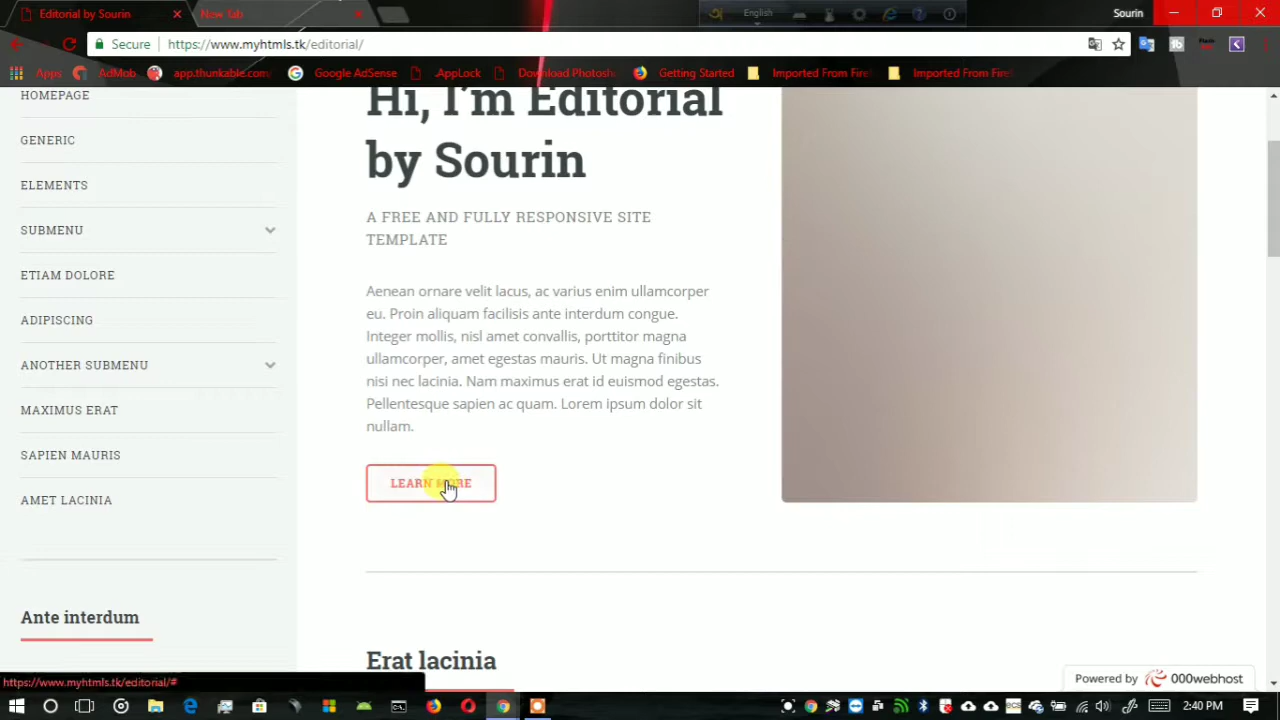 Editorial by Sourin
New Tab
English
Sourin
Secure
https://www.myhtmls.tk/editorial/
Apps
AdMob
app.thunkable.com/
Google AdSense
.AppLock
Download Photosh
Getting Started
Imported From Firef
Imported From Firef
HOMEPAGE
GENERIC
ELEMENTS
SUBMENU
ETIAM DOLORE
ADIPISCING
ANOTHER SUBMENU
MAXIMUS ERAT
SAPIEN MAURIS
AMET LACINIA
Ante interdum
Hi, I'm Editorial
by Sourin
A FREE AND FULLY RESPONSIVE SITE
TEMPLATE
Aenean ornare velit lacus, ac varius enim ullamcorper
eu. Proin aliquam facilisis ante interdum congue.
Integer mollis, nisl amet convallis, porttitor magna
ullamcorper, amet egestas mauris. Ut magna finibus
nisi nec lacinia. Nam maximus erat id euismod egestas.
Pellentesque sapien ac quam. Lorem ipsum dolor sit
nullam.
LEARN MORE
Erat lacinia
https://www.myhtmls.tk/editorial/#
Powered by 000webhost
2:40 PM